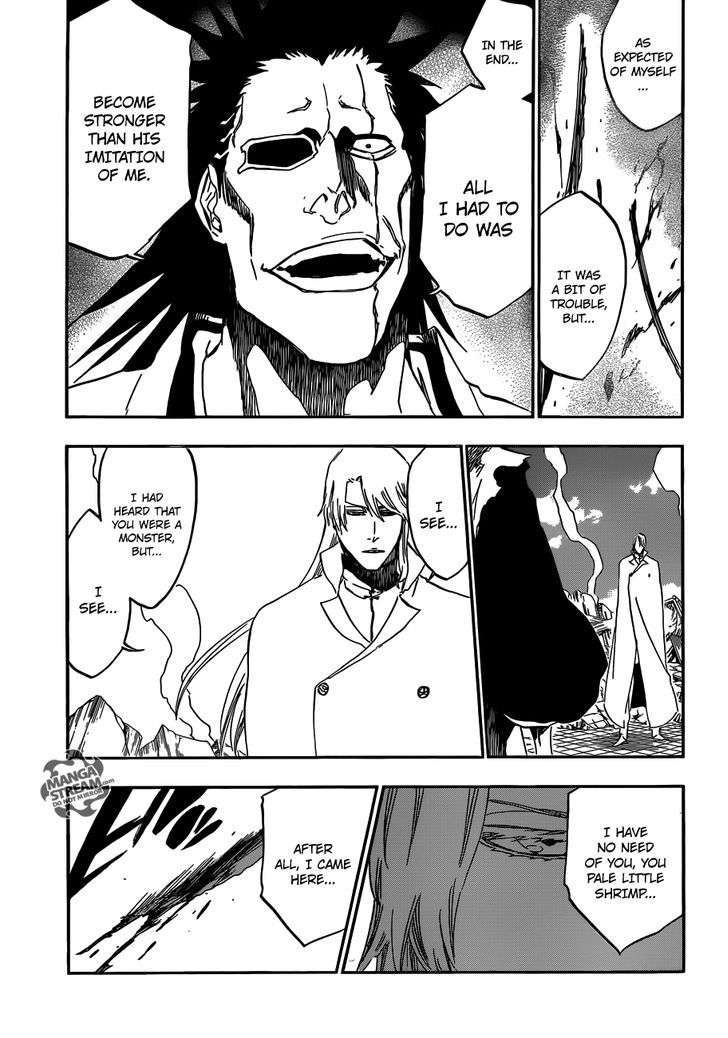 AS
EXPECTED
OF MYSELF
...
IT WAS
A BIT OF
TROUBLE,
BUT...
IN THE
END...
ALL
I HAD TO
DO WAS
BECOME
STRONGER
THAN HIS
IMITATION
OF ME.
I
SEE...
I HAD
HEARD THAT
YOU WERE A
MONSTER,
BUT...
I
SEE...
I HAVE
NO NEED
OF YOU, YOU
PALE LITTLE
SHRIMP...
AFTER
ALL, I CAME
HERE...
MANGA
STREAM.com
DO NOT MIRROR